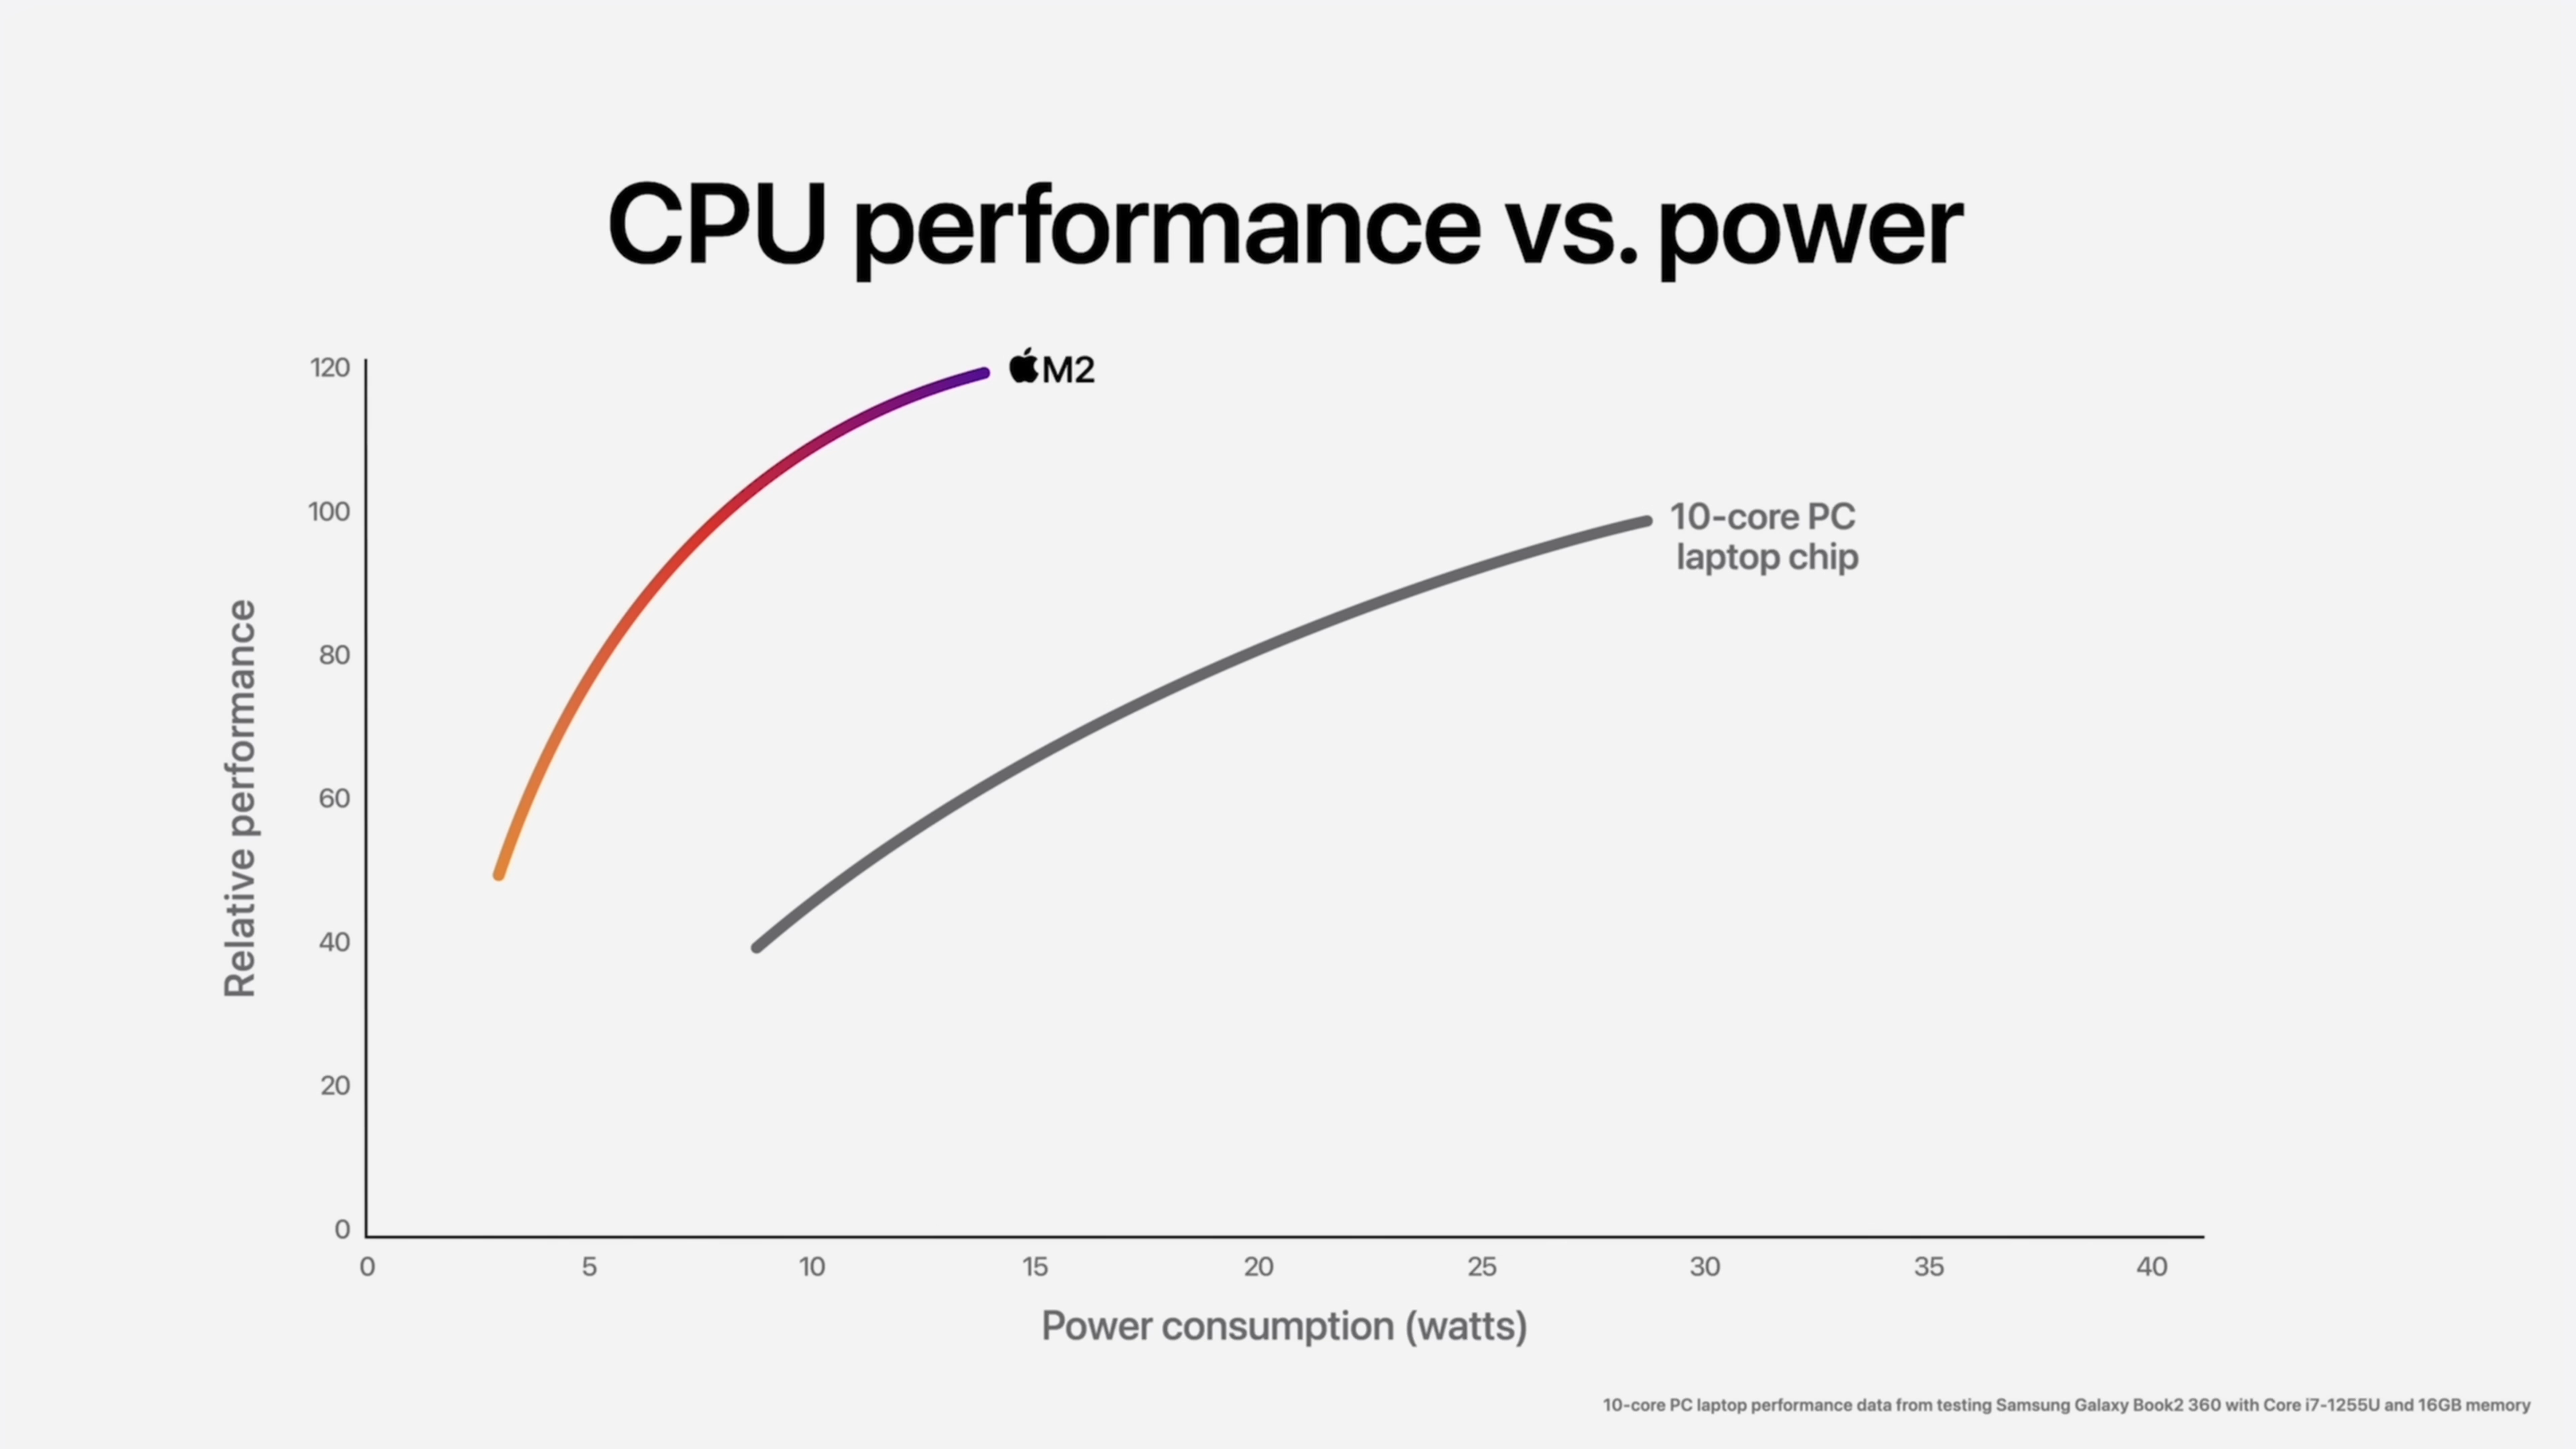 CPU performance vs. power
M2
10-core PC
laptop chip
Relative performance
120
100
80
60
40
20
0
0 5 10 15 20 25 30 35 40
Power consumption (watts)
10-core PC laptop performance data from testing Samsung Galaxy Book2 360 with Core i7-1255U and 16GB memory